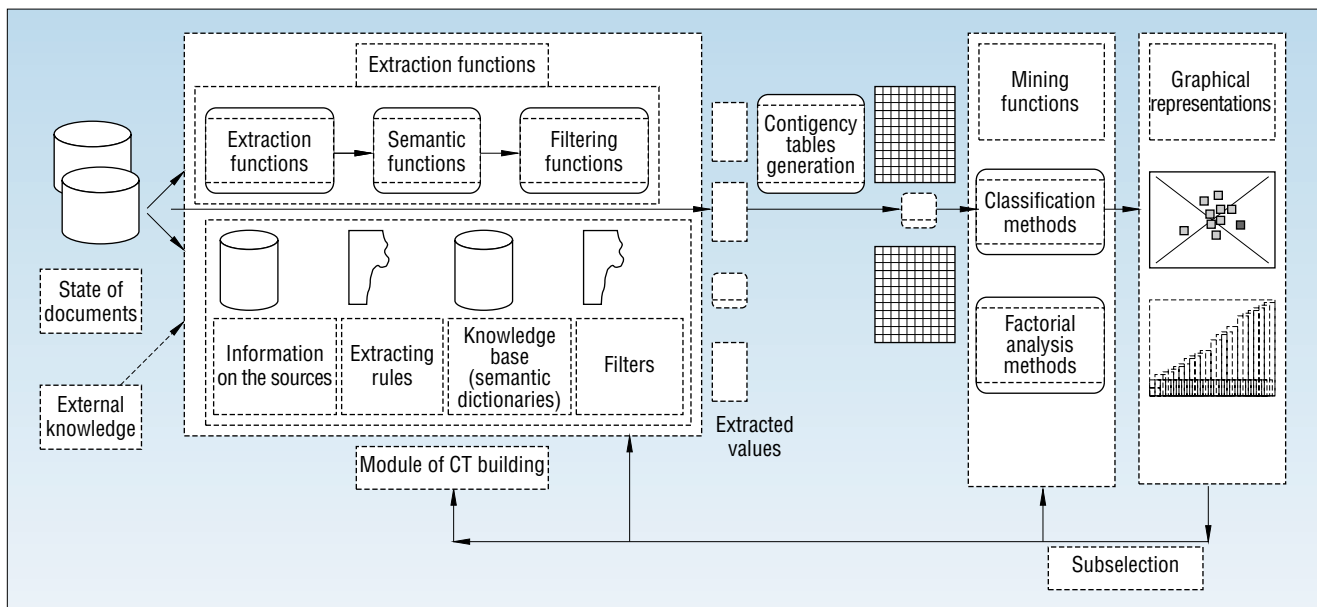 Extraction functions
Extraction
functions
Semantic
functions
Filtering
functions
State of
documents
External
knowledge
Information
on the sources
Extracting
rules
Knowledge
base
(semantic
dictionaries)
Filters
Module of CT building
Extracted
values
Contigency
tables
generation
Mining
functions
Classification
methods
Factorial
analysis
methods
Graphical
representations
Subselection